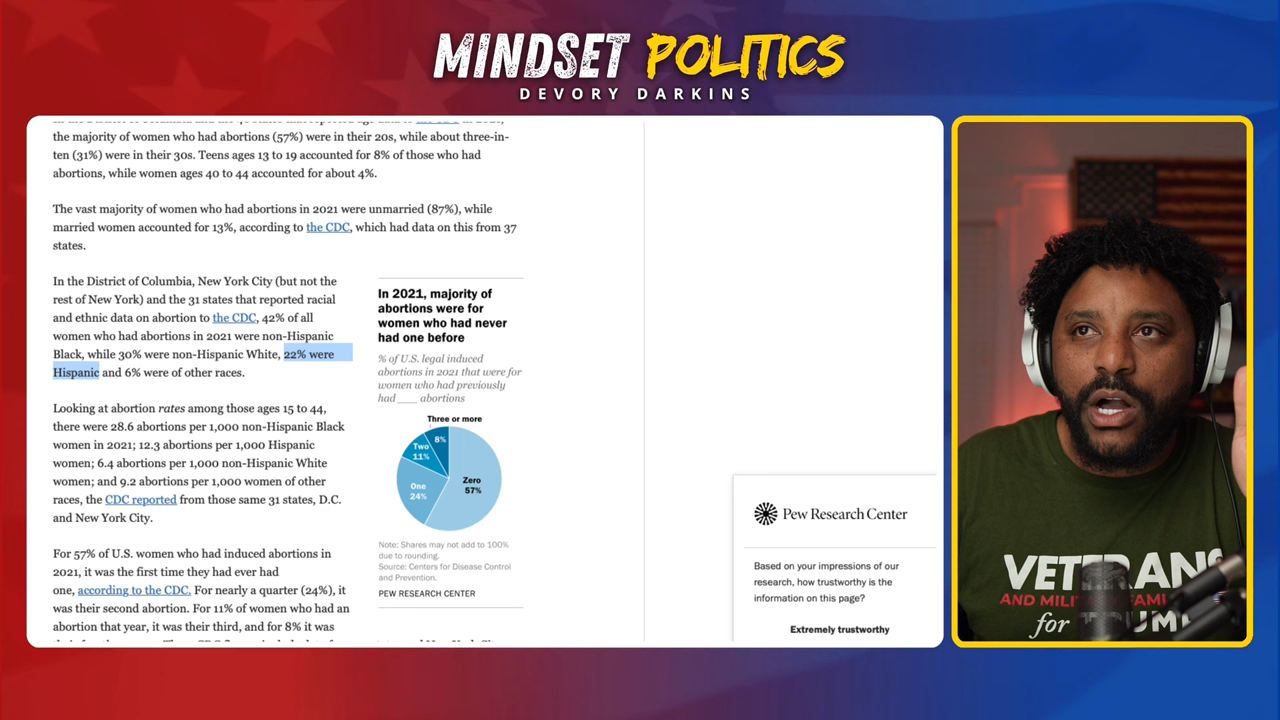 MINDSET POLITICS
DEVORY DARKINS
the majority of women who had abortions (57%) were in their 20s, while about three-in-
ten (31%) were in their 30s. Teens ages 13 to 19 accounted for 8% of those who had
abortions, while women ages 40 to 44 accounted for about 4%.
The vast majority of women who had abortions in 2021 were unmarried (87%), while
married women accounted for 13%, according to the CDC, which had data on this from 37
states.
In the District of Columbia, New York City (but not the
rest of New York) and the 31 states that reported racial
and ethnic data on abortion to the CDC, 42% of all
women who had abortions in 2021 were non-Hispanic
Black, while 30% were non-Hispanic White, 22% were
Hispanic and 6% were of other races.
Looking at abortion rates among those ages 15 to 44,
there were 28.6 abortions per 1,000 non-Hispanic Black
women in 2021; 12.3 abortions per 1,000 Hispanic
women; 6.4 abortions per 1,000 non-Hispanic White
women; and 9.2 abortions per 1,000 women of other
races, the CDC reported from those same 31 states, D.C.
and New York City.
For 57% of U.S. women who had induced abortions in
2021, it was the first time they had ever had
one, according to the CDC. For nearly a quarter (24%), it
was their second abortion. For 11% of women who had an
abortion that year, it was their third, and for 8% it was
In 2021, majority of
abortions were for
women who had never
had one before
% of U.S. legal induced
abortions in 2021 that were for
women who had previously
had ___ abortions
Three or more
8%
Two
11%
One
24%
Zero
57%
Note: Shares may not add to 100%
due to rounding.
Source: Centers for Disease Control
and Prevention.
PEW RESEARCH CENTER
Pew Research Center
Based on your impressions of our
research, how trustworthy is the
information on this page?
Extremely trustworthy
VETERANS
AND MILI
for